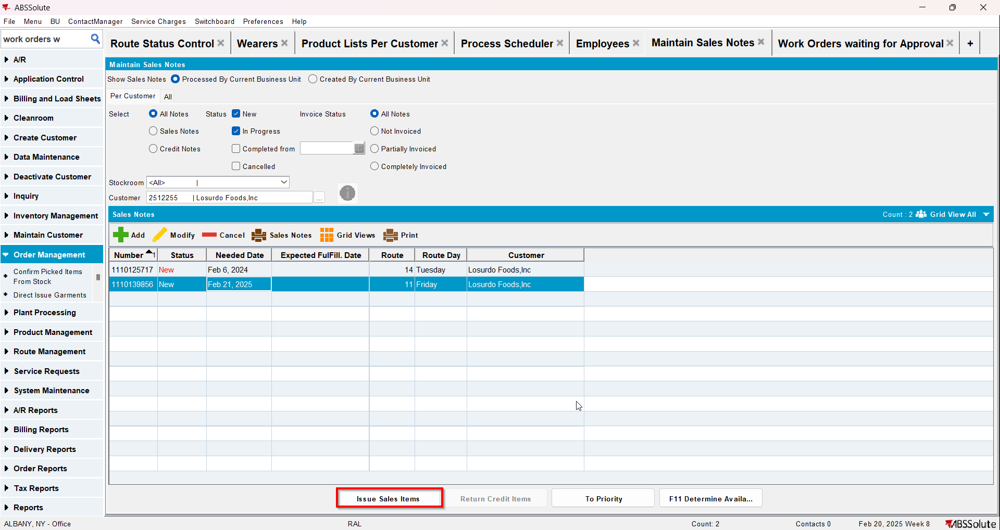 ABSSolute
File Menu BU ContactManager Service Charges Switchboard Preferences Help
work orders w
Route Status Control Wearers Product Lists Per Customer Process Scheduler Employees Maintain Sales Notes Work Orders waiting for Approval +
A/R
Application Control
Billing and Load Sheets
Cleanroom
Create Customer
Data Maintenance
Deactivate Customer
Inquiry
Inventory Management
Maintain Customer
Order Management
Confirm Picked Items
From Stock
Direct Issue Garments
Plant Processing
Product Management
Route Management
Service Requests
System Maintenance
A/R Reports
Billing Reports
Delivery Reports
Order Reports
Tax Reports
Reports
Maintain Sales Notes
Show Sales Notes Processed By Current Business Unit Created By Current Business Unit
Per Customer All
Select All Notes Status New Invoice Status All Notes
Sales Notes In Progress Not Invoiced
Credit Notes Completed from 16 Partially Invoiced
Cancelled Completely Invoiced
Stockroom <All> |
Customer 2512255 | Losurdo Foods,Inc ...
Sales Notes Count : 2 Grid View All
Add Modify Cancel Sales Notes Grid Views Print
Number 1 Status Needed Date Expected FulFill. Date Route Route Day Customer
1110125717 New Feb 6, 2024 14 Tuesday Losurdo Foods,Inc
1110139856 New Feb 21, 2025 11 Friday Losurdo Foods,Inc
Issue Sales Items Return Credit Items To Priority F11 Determine Availa...
ALBANY, NY - Office RAL Count: 2 Contacts 0 Feb 20, 2025 Week 8 ABSSolute